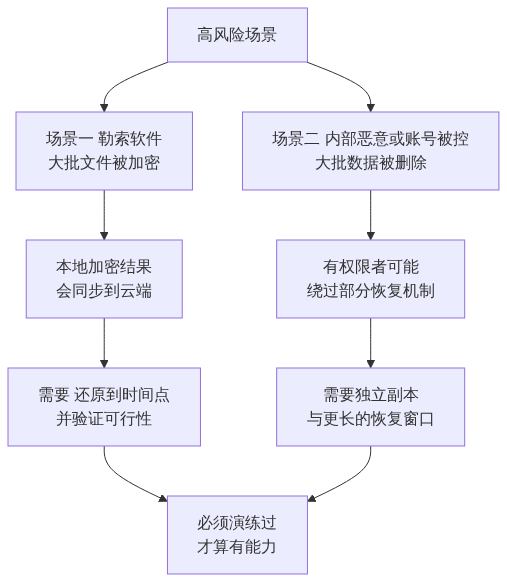 高风险场景
场景一 勒索软件
大批文件被加密
场景二 内部恶意或账号被控
大批数据被删除
本地加密结果
会同步到云端
有权限者可能
绕过部分恢复机制
需要 还原到时间点
并验证可行性
需要独立副本
与更长的恢复窗口
必须演练过
才算有能力